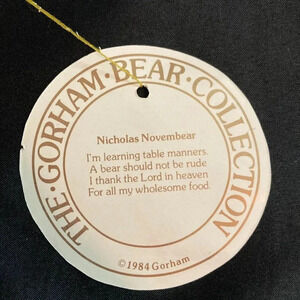 THE·GORHAM·BEAR·COLLECTION
Nicholas Novembear
I'm learning table manners.
A bear should not be rude
I thank the Lord in heaven
For all my wholesome food.
©1984 Gorham